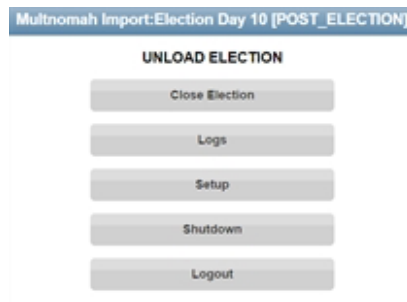 Multnomah Import:Election Day 10 [POST_ELECTION]
UNLOAD ELECTION
Close Election
Logs
Setup
Shutdown
Logout